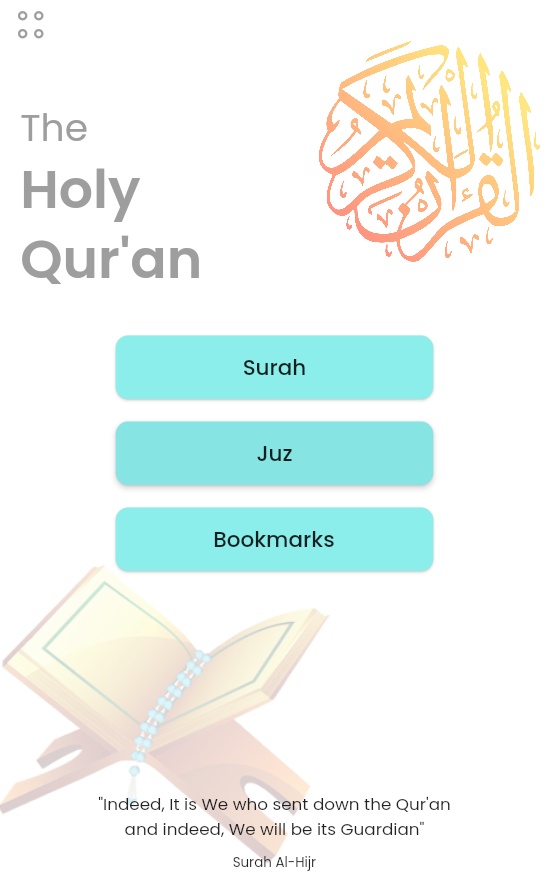 The
Holy
Qur'an
القرآن الكريم
Surah
Juz
Bookmarks
"Indeed, It is We who sent down the Qur'an
and indeed, We will be its Guardian"
Surah Al-Hijr